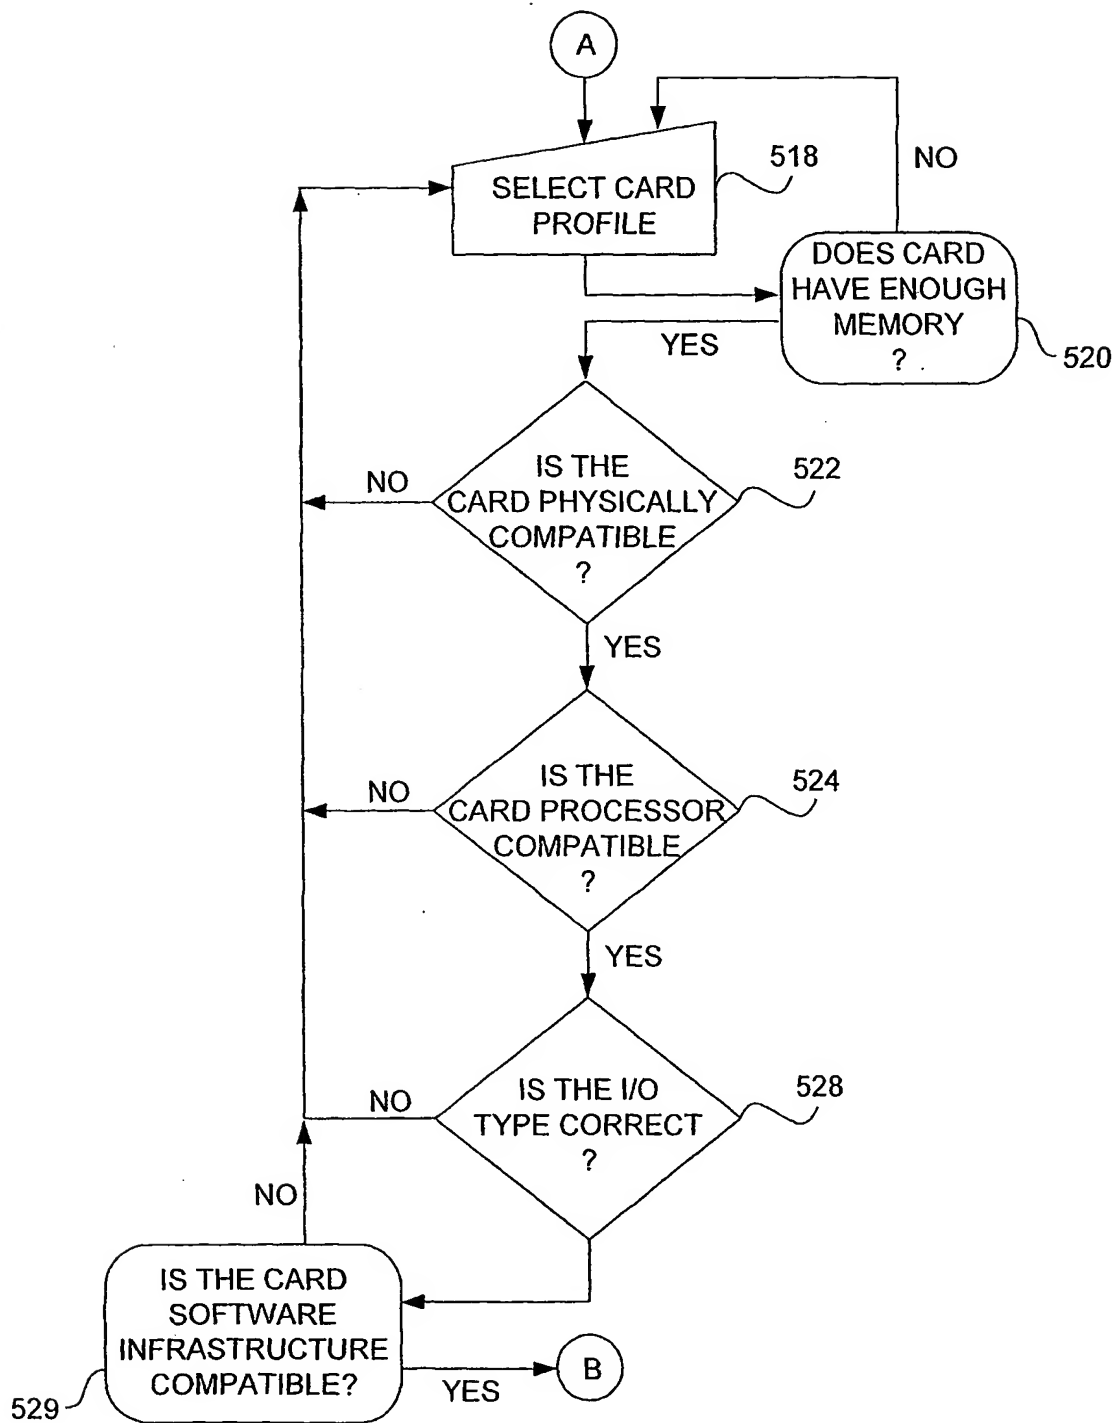 A
518
NO
SELECT CARD
PROFILE
DOES CARD
HAVE ENOUGH
MEMORY
?
520
YES
IS THE
CARD PHYSICALLY
COMPATIBLE
?
522
NO
YES
IS THE
CARD PROCESSOR
COMPATIBLE
?
524
NO
YES
IS THE I/O
TYPE CORRECT
?
528
NO
NO
IS THE CARD
SOFTWARE
INFRASTRUCTURE
COMPATIBLE?
529
YES
B